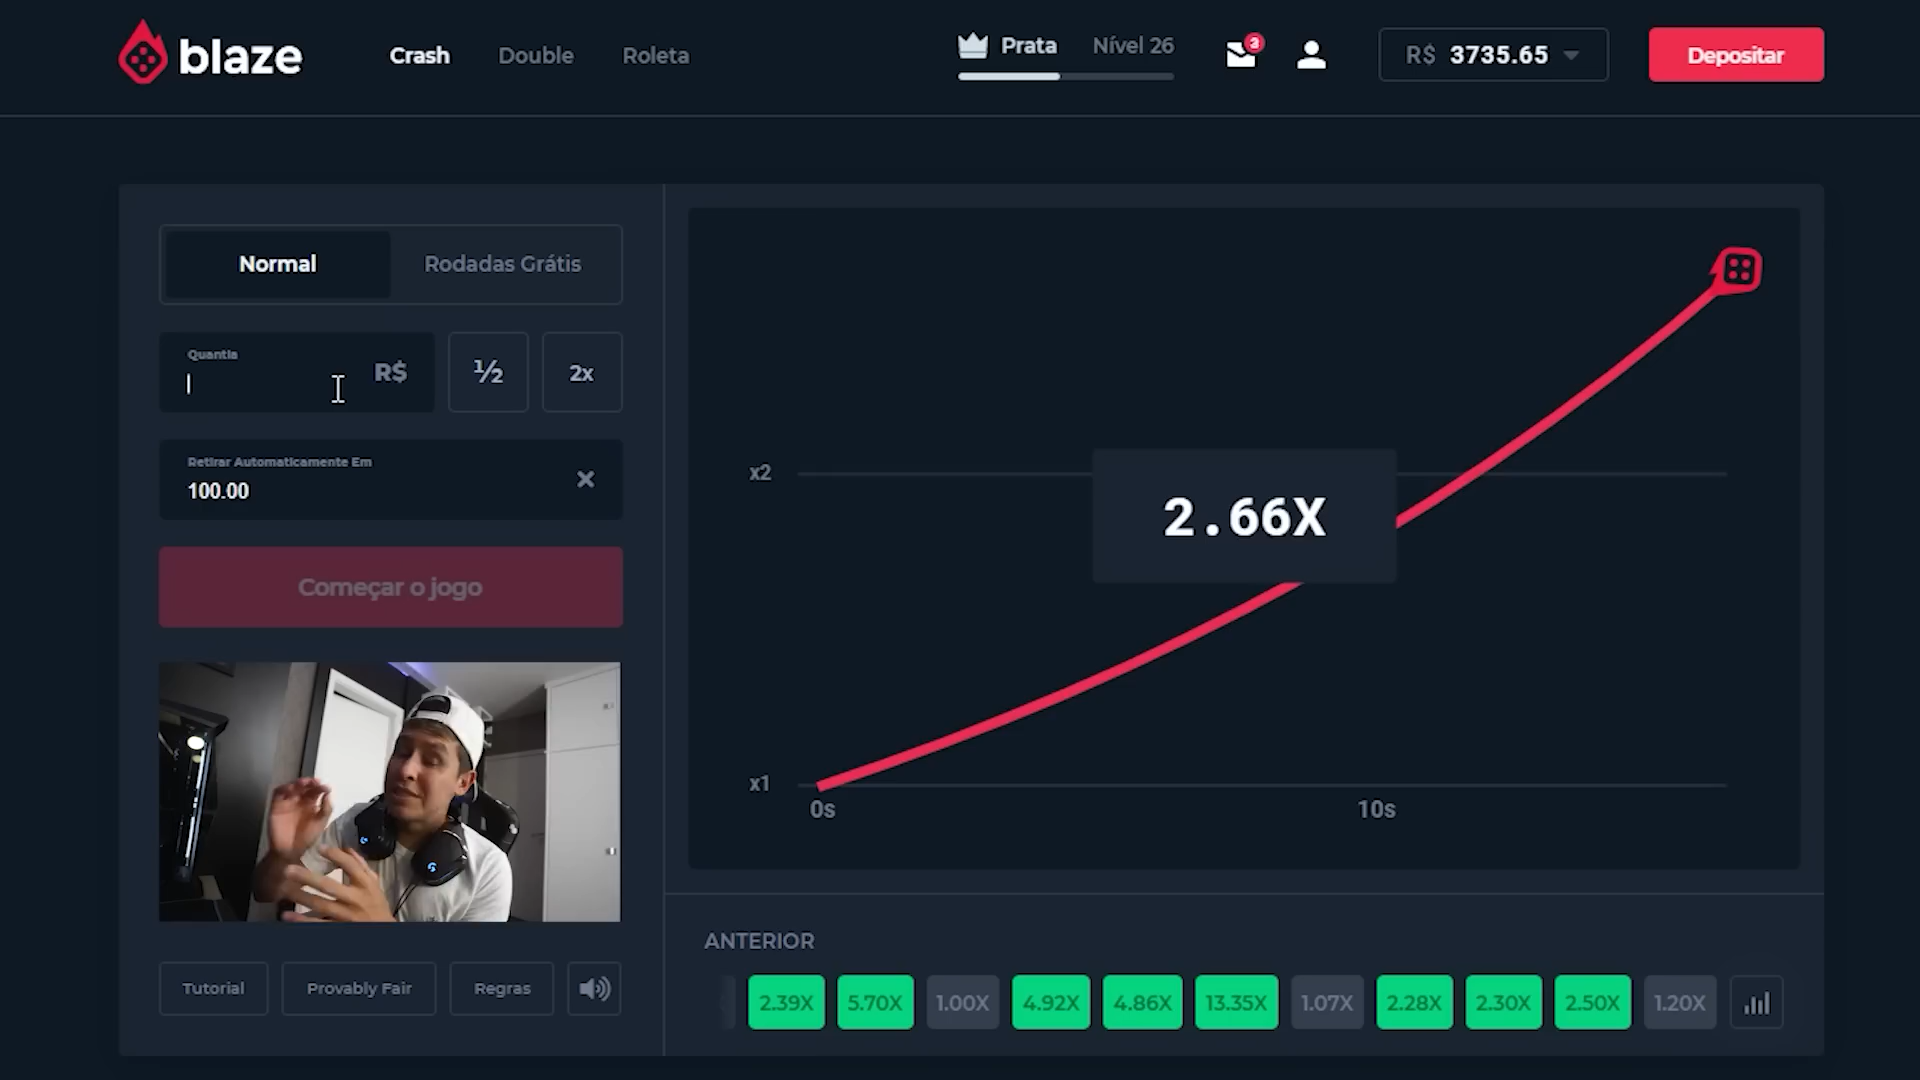 blaze
Crash
Double
Roleta
Prata
Nível 26
3
R$ 3735.65
Depositar
Normal
Rodadas Grátis
Quantia
R$
½
2x
Retirar Automaticamente Em
100.00
Começar o jogo
x2
2.66X
x1
0s
10s
ANTERIOR
2.39X
5.70X
1.00X
4.92X
4.86X
13.35X
1.07X
2.28X
2.30X
2.50X
1.20X
Tutorial
Provably Fair
Regras